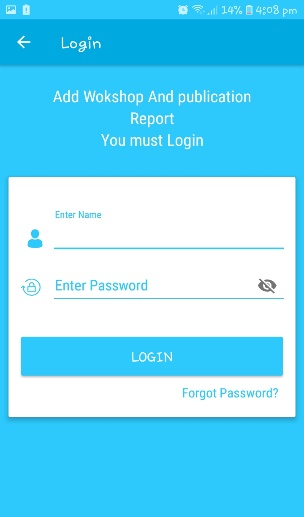 14% 4:08 pm
Login
Add Wokshop And publication
Report
You must Login
Enter Name
Enter Password
LOGIN
Forgot Password?